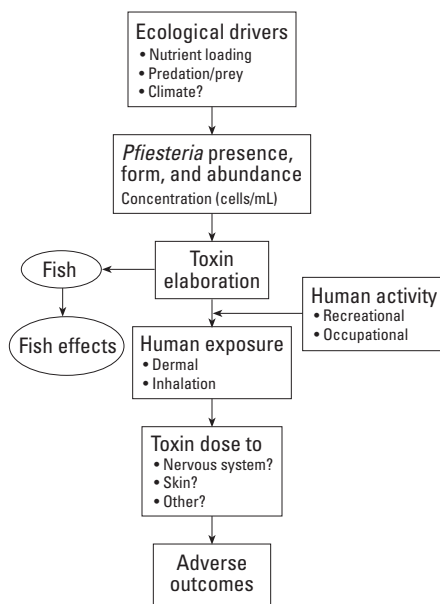 Ecological drivers
• Nutrient loading
• Predation/prey
• Climate?
Pfiesteria presence,
form, and abundance
Concentration (cells/mL)
Toxin
elaboration
Fish
Fish effects
Human activity
• Recreational
• Occupational
Human exposure
• Dermal
• Inhalation
Toxin dose to
• Nervous system?
• Skin?
• Other?
Adverse
outcomes